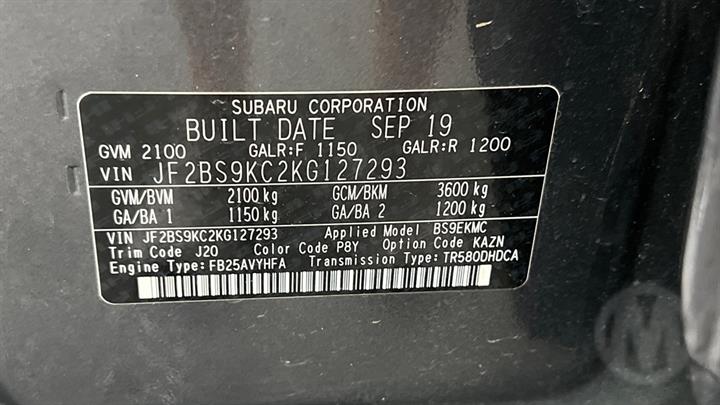 SUBARU CORPORATION
BUILT DATE SEP 19
GVM 2100 GALR:F 1150 GALR:R 1200
VIN JF2BS9KC2KG127293
GVM/BVM 2100 kg GCM/BKM 3600 kg
GA/BA 1 1150 kg GA/BA 2 1200 kg
VIN JF2BS9KC2KG127293 Applied Model BS9EKMC
Trim Code J20 Color Code P8Y Option Code KAZN
Engine Type:FB25AVYHFA Transmission Type:TR580DHDCA
M